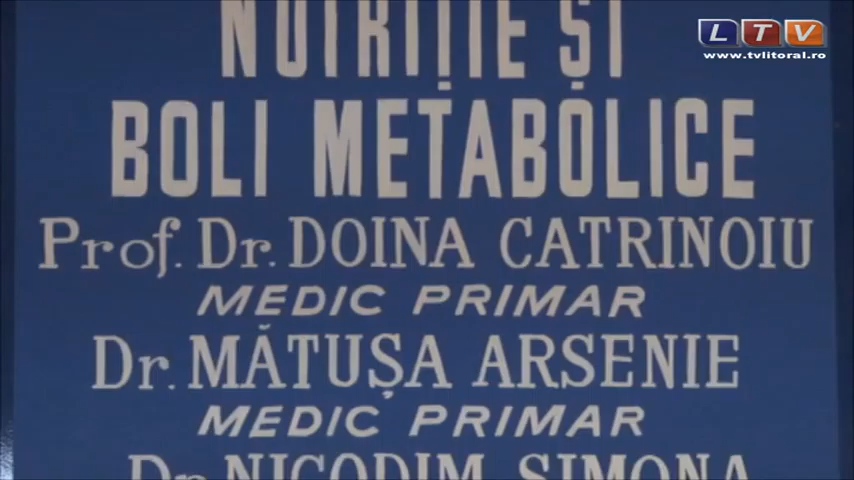 LTV
www.tvlitoral.ro
NUTRIȚIE ȘI
BOLI METABOLICE
Prof. Dr. DOINA CATRINOIU
MEDIC PRIMAR
Dr. MĂTUȘA ARSENIE
MEDIC PRIMAR
Dr. NICODIM SIMONA